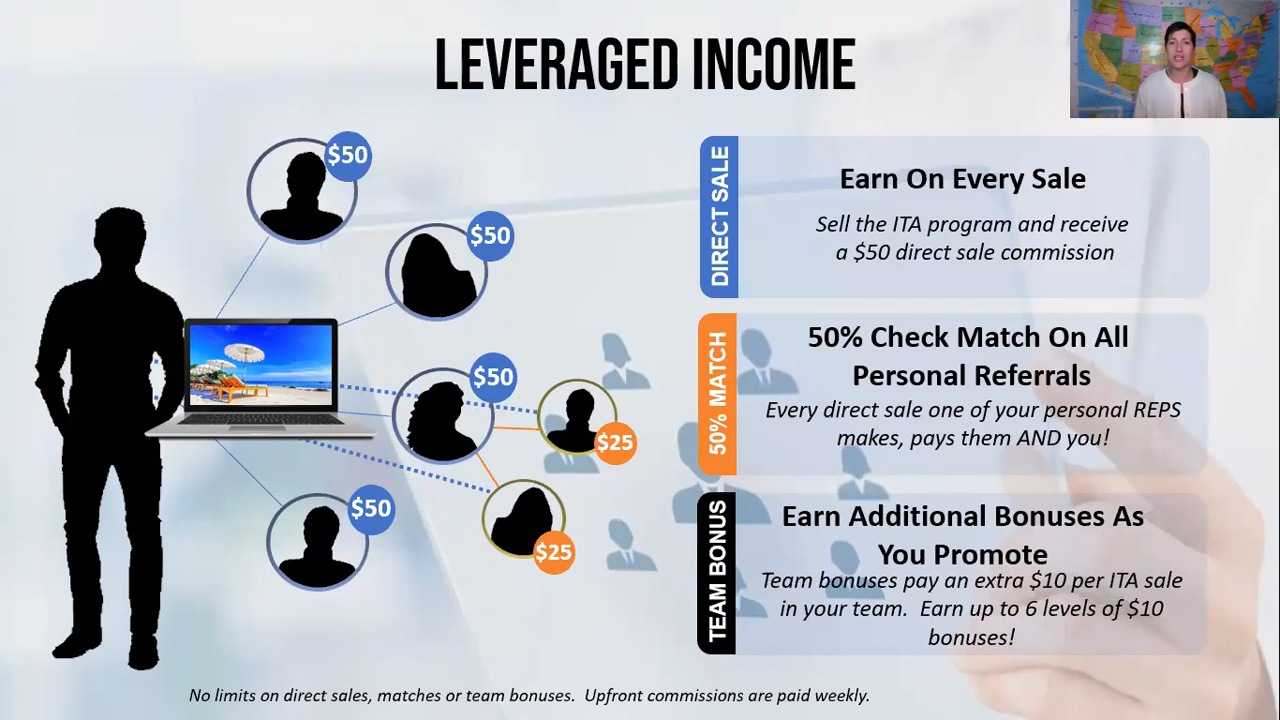 LEVERAGED INCOME
$50
$50
$50
$25
$50
$25
DIRECT SALE
Earn On Every Sale
Sell the ITA program and receive
a $50 direct sale commission
50% MATCH
50% Check Match On All
Personal Referrals
Every direct sale one of your personal REPS
makes, pays them AND you!
TEAM BONUS
Earn Additional Bonuses As
You Promote
Team bonuses pay an extra $10 per ITA sale
in your team. Earn up to 6 levels of $10
bonuses!
No limits on direct sales, matches or team bonuses. Upfront commissions are paid weekly.